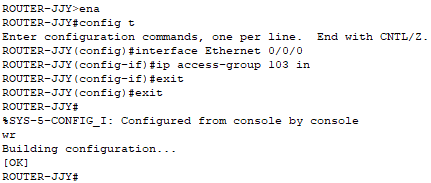 ROUTER-JJY>ena
ROUTER-JJY#config t
Enter configuration commands, one per line.  End with CNTL/Z.
ROUTER-JJY(config)#interface Ethernet 0/0/0
ROUTER-JJY(config-if)#ip access-group 103 in
ROUTER-JJY(config-if)#exit
ROUTER-JJY(config)#exit
ROUTER-JJY#
%SYS-5-CONFIG_I: Configured from console by console
wr
Building configuration...
[OK]
ROUTER-JJY#